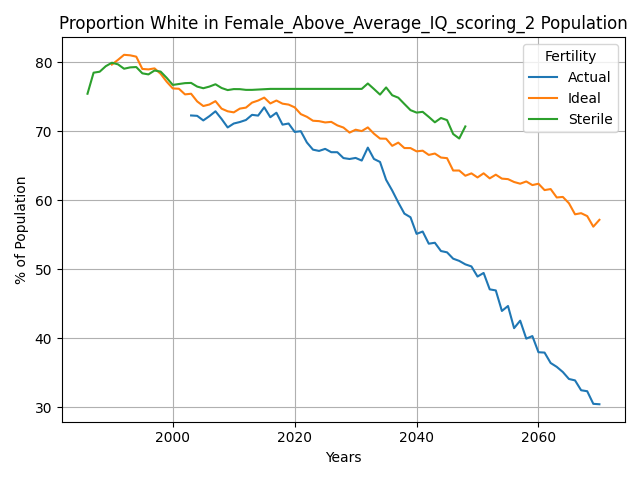 Proportion White in Female_Above_Average_IQ_scoring_2 Population
Fertility
Actual
Ideal
Sterile
% of Population
80
70
60
50
40
30
2000
2020
2040
2060
Years